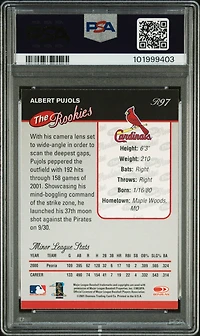 PSA
101999403
ALBERT PUJOLS
R97
The Rookies
With his camera lens set
to wide-angle in order to
scan the deepest gaps,
Pujols peppered the
outfield with 192 hits
through 158 games of
2001. Showcasing his
mind-boggling command
of the strike zone, he
launched his 37th moon
shot against the Pirates
on 9/30.
Cardinals
Height: 6'3"
Weight: 210
Bats: Right
Throws: Right
Born: 1/16/80
Hometown: Maple Woods,
MO
Minor League Stats
YEAR TEAM
2000 Peoria
CAREER